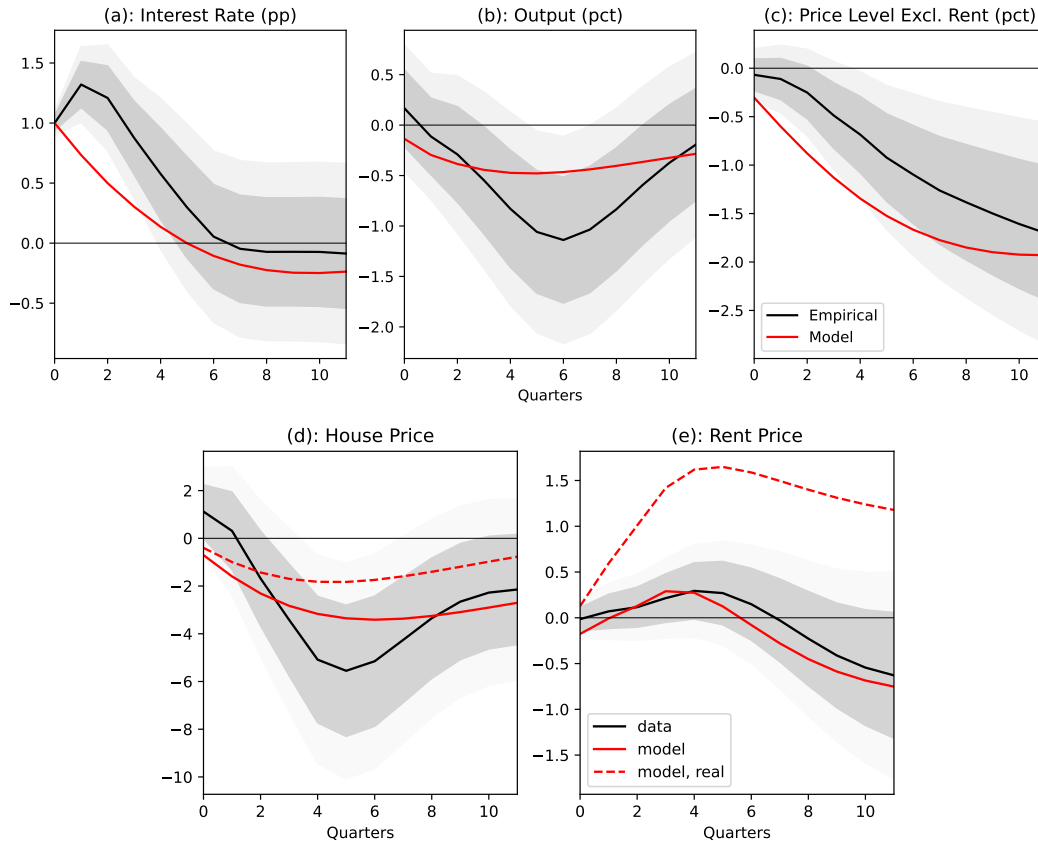 (a): Interest Rate (pp)
1.5
1.0
0.5
0.0
−0.5
0 2 4 6 8 10
(b): Output (pct)
0.5
0.0
−0.5
−1.0
−1.5
−2.0
0 2 4 6 8 10
Quarters
(c): Price Level Excl. Rent (pct)
0.0
−0.5
−1.0
−1.5
−2.0
−2.5
Empirical
Model
0 2 4 6 8 10
(d): House Price
2
0
−2
−4
−6
−8
−10
0 2 4 6 8 10
Quarters
(e): Rent Price
1.5
1.0
0.5
0.0
−0.5
−1.0
−1.5
data
model
model, real
0 2 4 6 8 10
Quarters